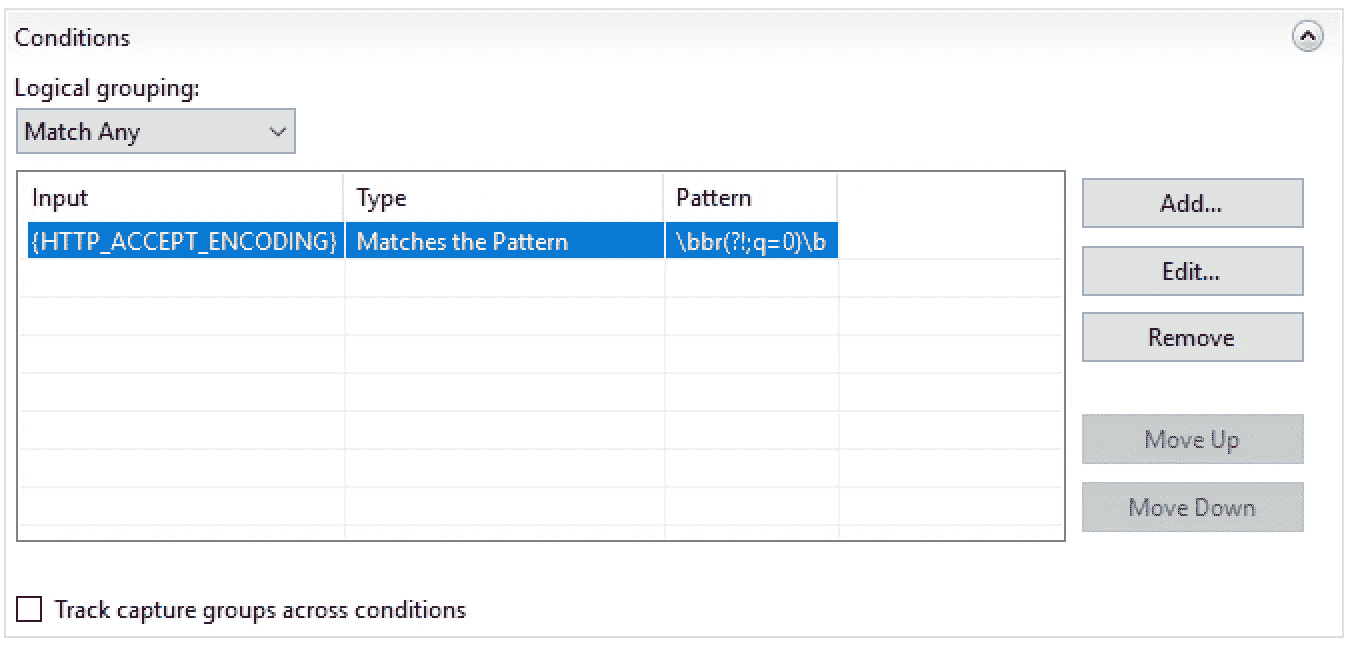 Conditions
Logical grouping:
Match Any
Input Type Pattern
{HTTP_ACCEPT_ENCODING} Matches the Pattern \bbr(?!;q=0)\b
Add...
Edit...
Remove
Move Up
Move Down
Track capture groups across conditions